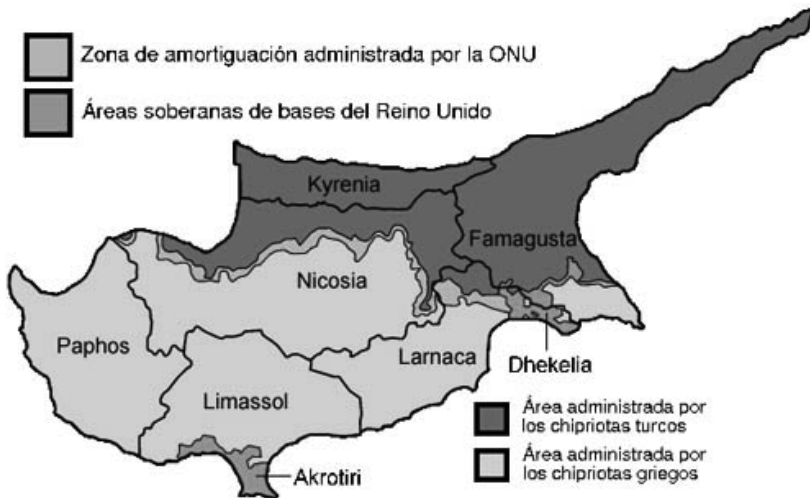 Zona de amortiguación administrada por la ONU
Áreas soberanas de bases del Reino Unido
Kyrenia
Famagusta
Nicosia
Paphos
Larnaca
Dhekelia
Limassol
Akrotiri
Área administrada por
los chipriotas turcos
Área administrada por
los chipriotas griegos